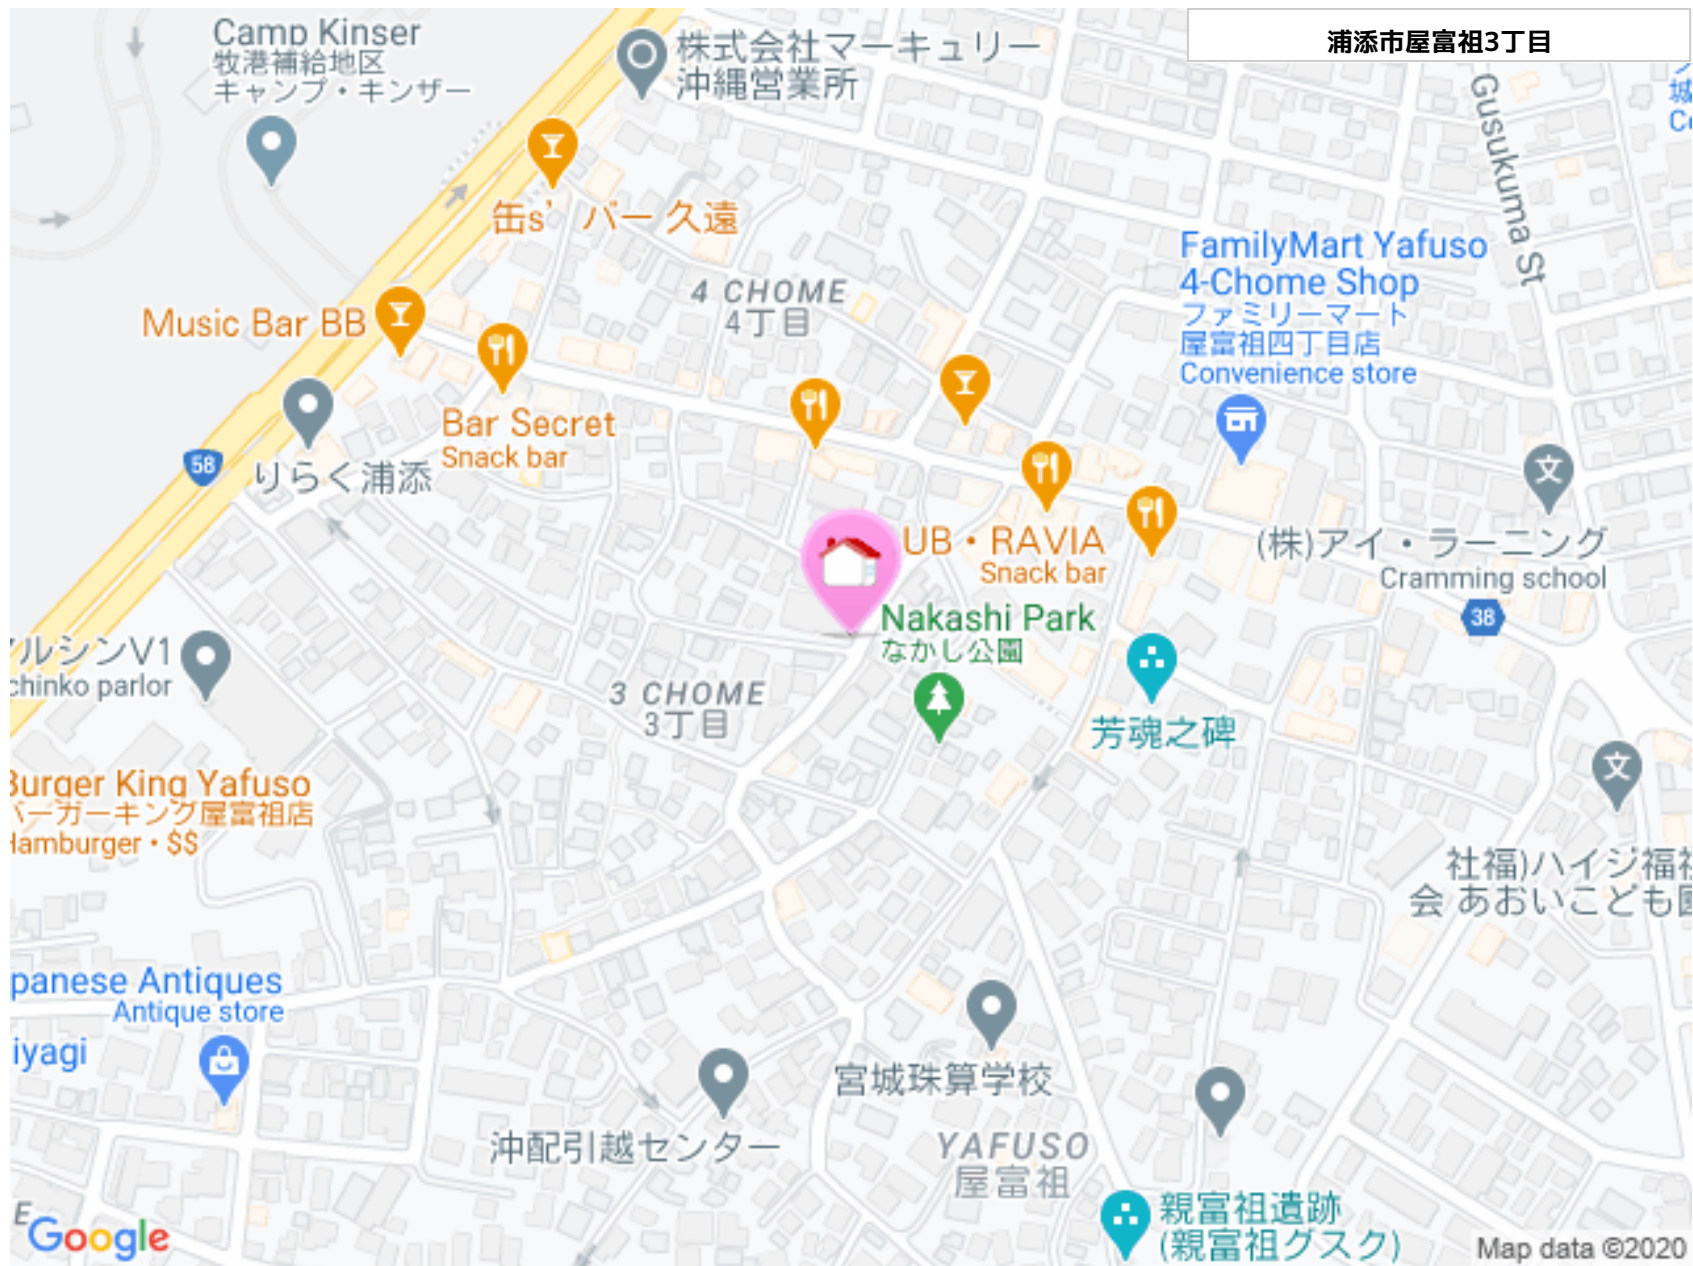 浦添市屋富祖3丁目
Camp Kinser
牧港補給地区
キャンプ・キンザー
株式会社マーキュリー
沖縄営業所
Gusukuma St
缶s’バー 久遠
FamilyMart Yafuso
4-Chome Shop
ファミリーマート
屋富祖四丁目店
Convenience store
4 CHOME
4丁目
Music Bar BB
Bar Secret
Snack bar
58
りらく浦添
UB・RAVIA
Snack bar
(株)アイ・ラーニング
Cramming school
38
Nakashi Park
なかし公園
ルシンV1
chinko parlor
3 CHOME
3丁目
芳魂之碑
Burger King Yafuso
バーガーキング屋富祖店
Hamburger・$$
社福)ハイジ福祉
会 あおいこども園
panese Antiques
Antique store
iyagi
宮城珠算学校
沖配引越センター
YAFUSO
屋富祖
親富祖遺跡
(親富祖グスク)
E
Google
Map data ©2020